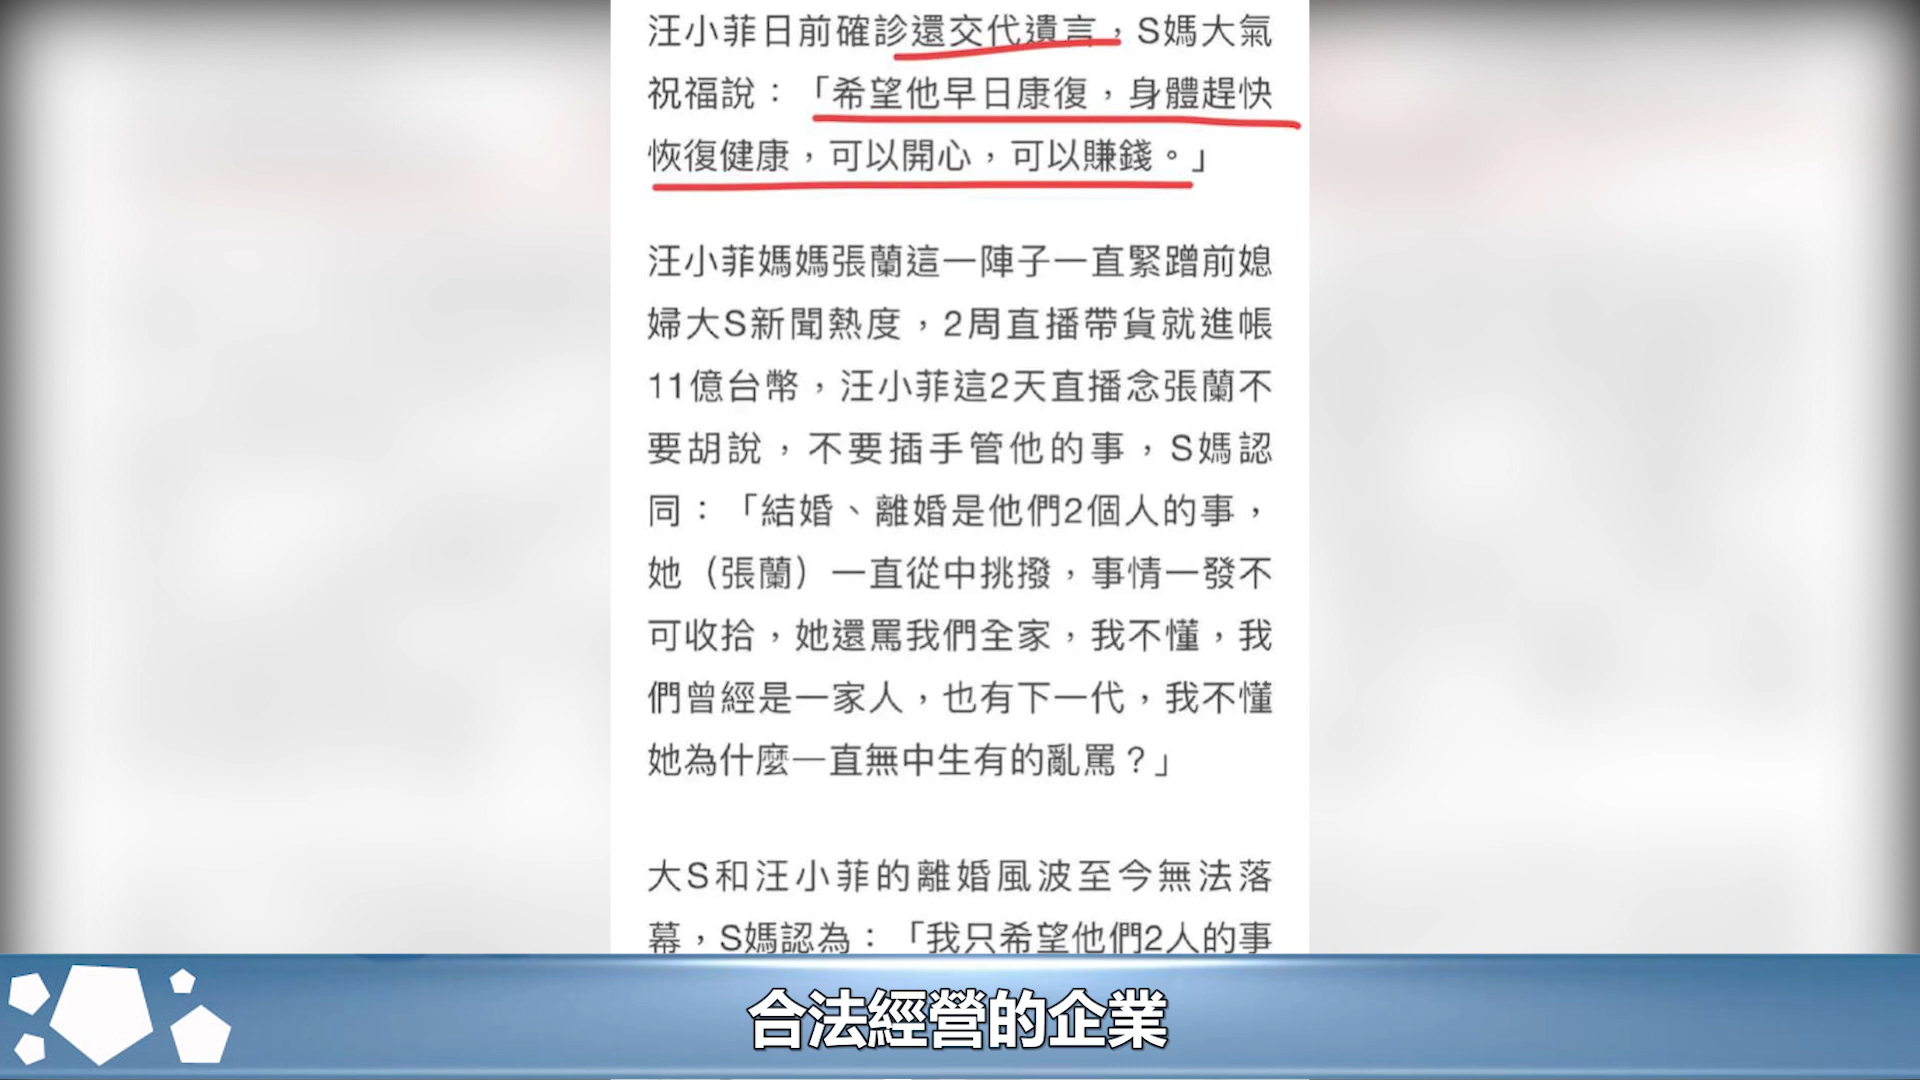 汪小菲日前確診還交代遺言，S媽大氣
祝福說：「希望他早日康復，身體趕快
恢復健康，可以開心，可以賺錢。」
汪小菲媽媽張蘭這一陣子一直緊蹭前媳
婦大S新聞熱度，2周直播帶貨就進帳
11億台幣，汪小菲這2天直播念張蘭不
要胡說，不要插手管他的事，S媽認
同：「結婚、離婚是他們2個人的事，
她（張蘭）一直從中挑撥，事情一發不
可收拾，她還罵我們全家，我不懂，我
們曾經是一家人，也有下一代，我不懂
她為什麼一直無中生有的亂罵？」
大S和汪小菲的離婚風波至今無法落
幕，S媽認為：「我只希望他們2人的事
合法經營的企業